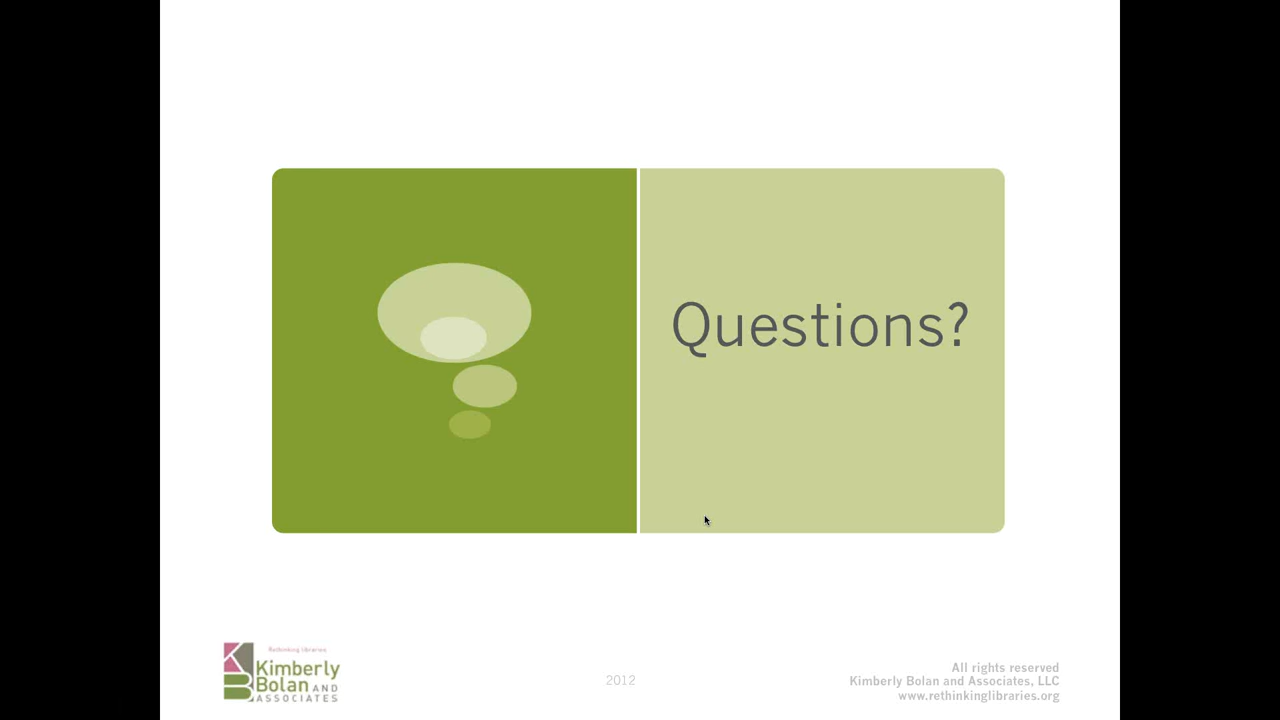 Questions?
Rethinking Libraries
Kimberly
Bolan AND
ASSOCIATES
2012
All rights reserved
Kimberly Bolan and Associates, LLC
www.rethinkinglibraries.org